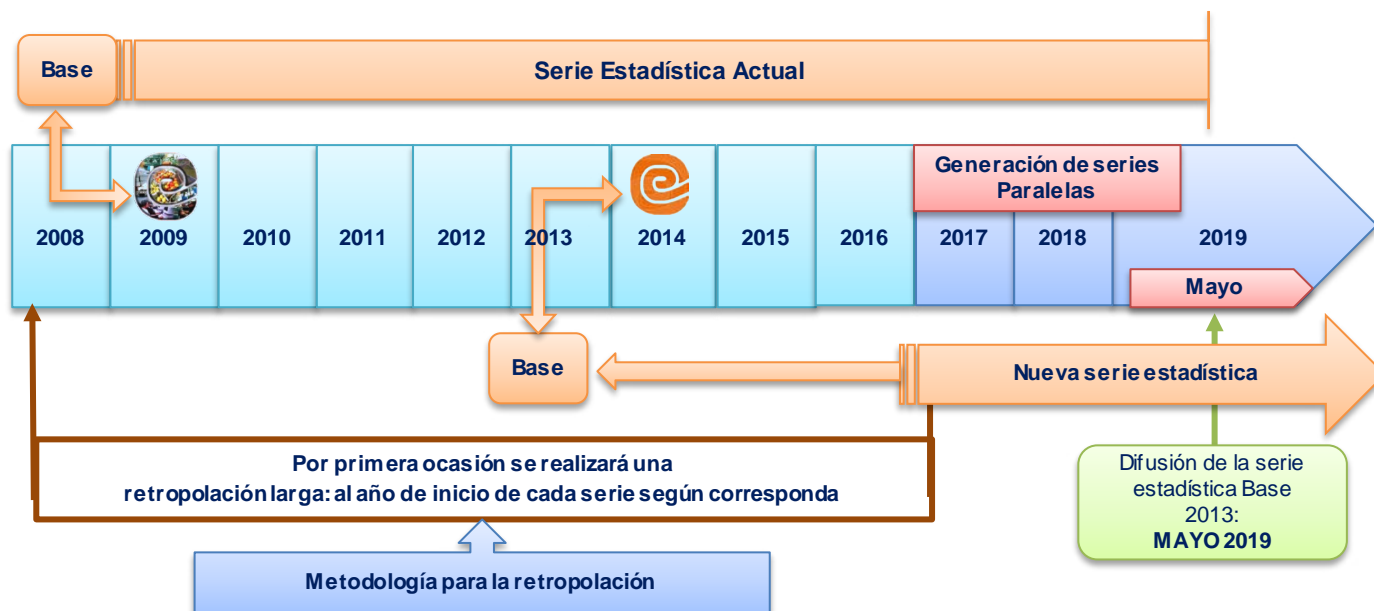 Base
Serie Estadística Actual
Generación de series
Paralelas
2008
2009
2010
2011
2012
2013
2014
2015
2016
2017
2018
2019
Mayo
Base
Nueva serie estadística
Por primera ocasión se realizará una
retropolación larga: al año de inicio de cada serie según corresponda
Difusión de la serie
estadística Base
2013:
MAYO 2019
Metodología para la retropolación